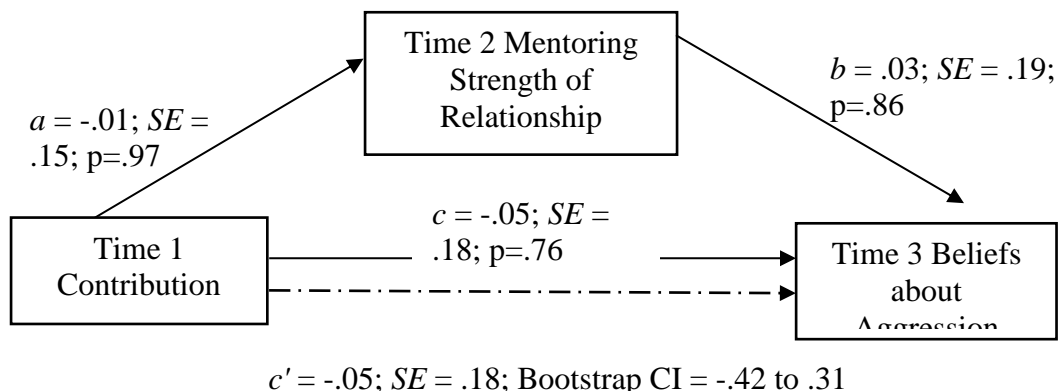 Time 2 Mentoring
Strength of
Relationship
a = -.01; SE =
.15; p=.97
b = .03; SE = .19;
p=.86
c = -.05; SE =
.18; p=.76
Time 1
Contribution
Time 3 Beliefs
about
Aggression
c' = -.05; SE = .18; Bootstrap CI = -.42 to .31